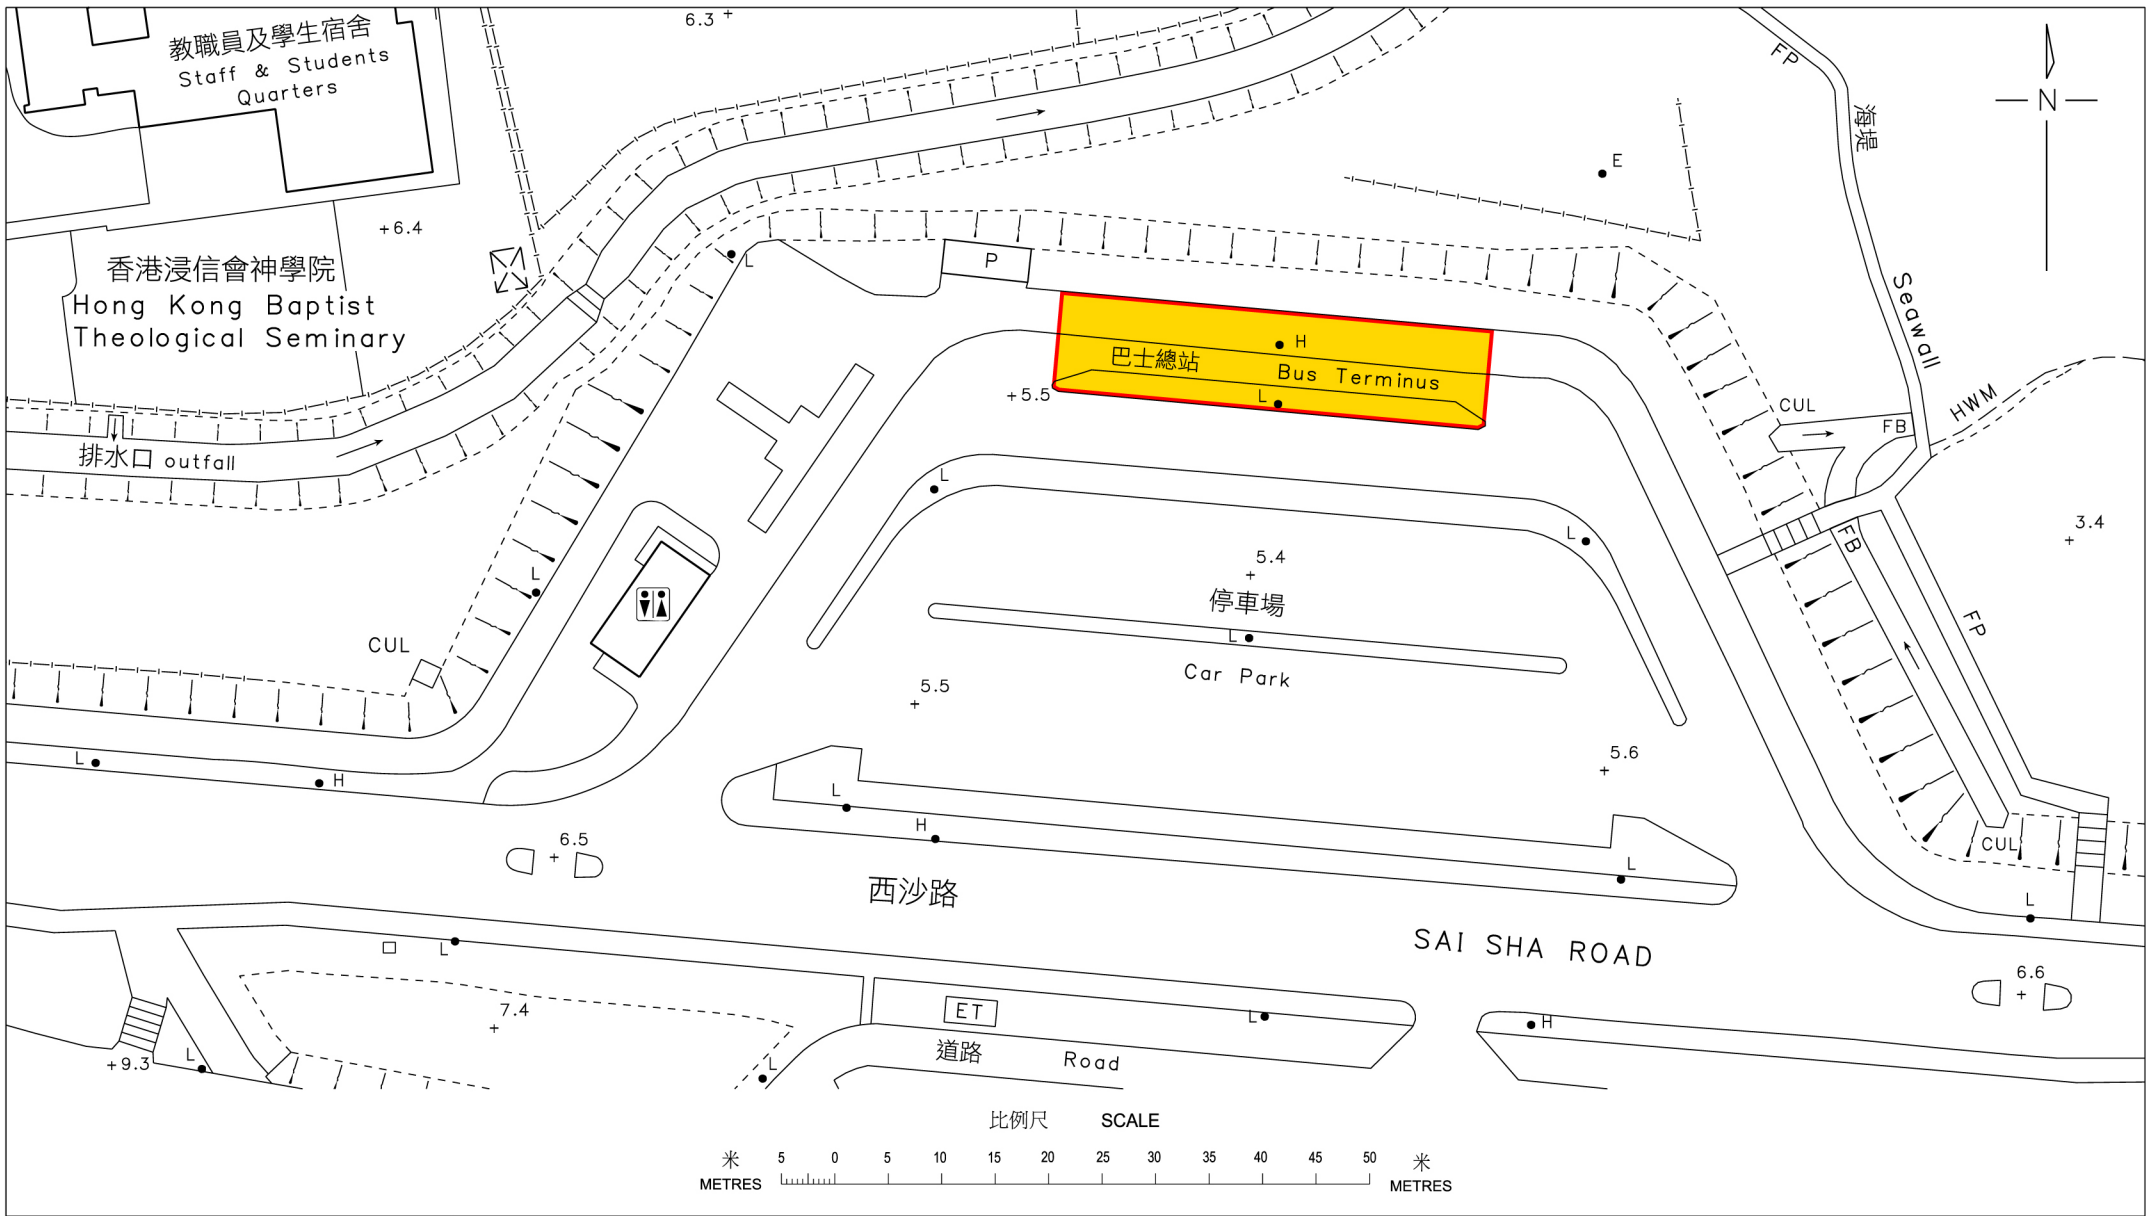 6.3
教職員及學生宿舍
Staff & Students
Quarters
FP
N
海堤
E
6.4
香港浸信會神學院
Hong Kong Baptist
Theological Seminary
L
P
Seawall
H
巴士總站
Bus Terminus
5.5
L
HWM
CUL
FB
排水口 outfall
L
L
3.4
FB
5.4
停車場
L
L
Car Park
CUL
FP
5.5
5.6
L
H
L
H
L
6.5
CUL
西沙路
SAI SHA ROAD
L
L
6.6
7.4
ET
L
H
道路
Road
9.3
L
L
比例尺 SCALE
米 5 0 5 10 15 20 25 30 35 40 45 50 米
METRES METRES